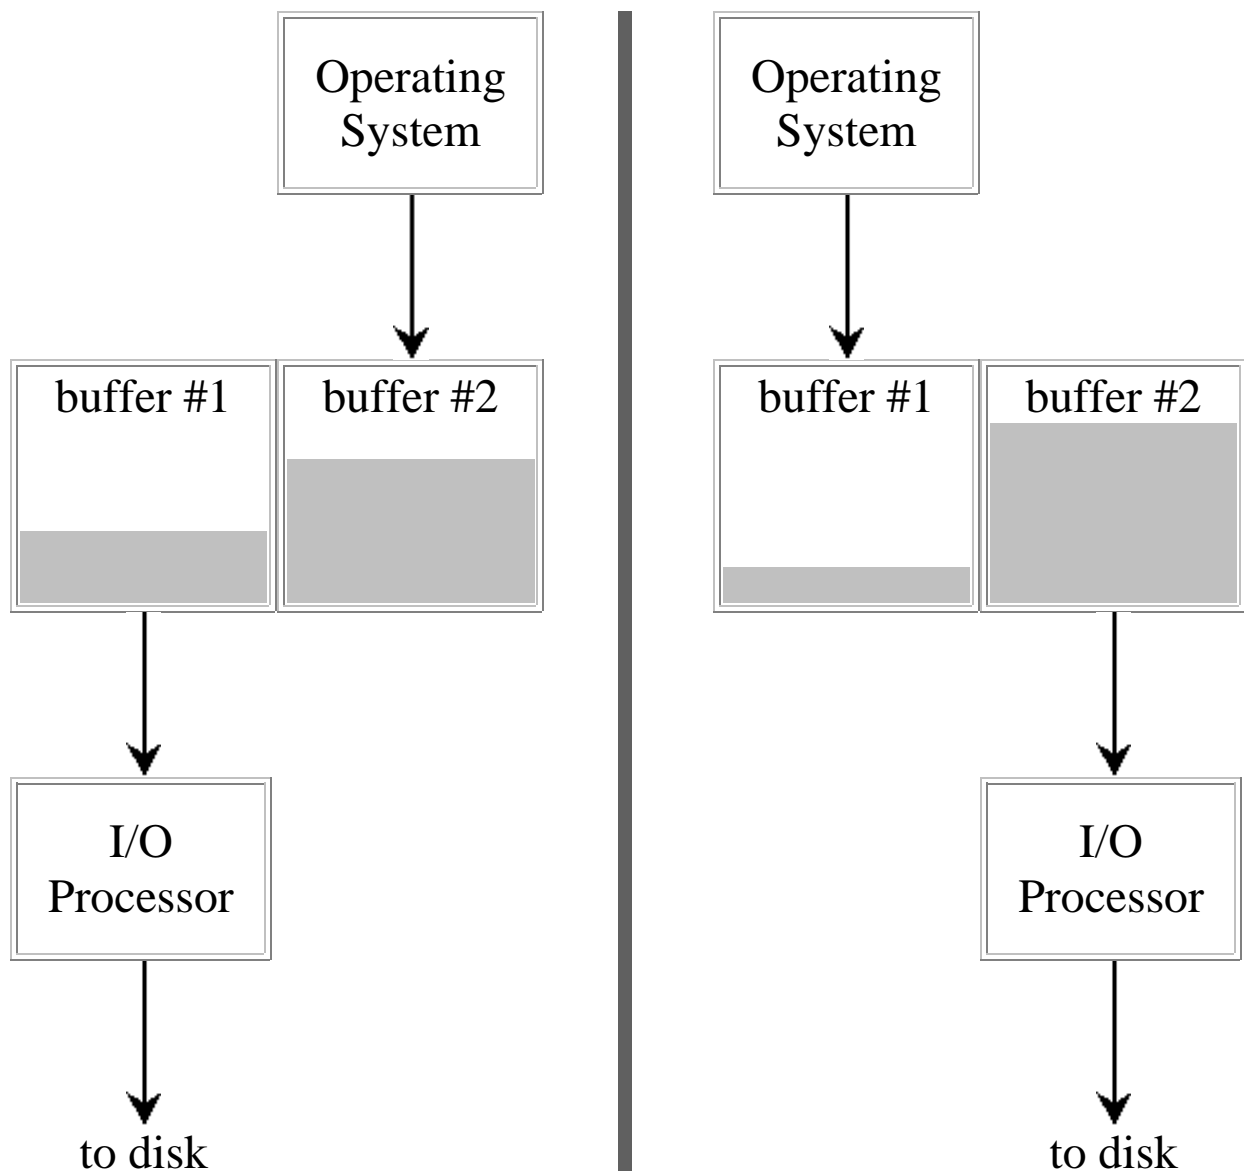 Operating
System
buffer #1
buffer #2
I/O
Processor
to disk
Operating
System
buffer #1
buffer #2
I/O
Processor
to disk